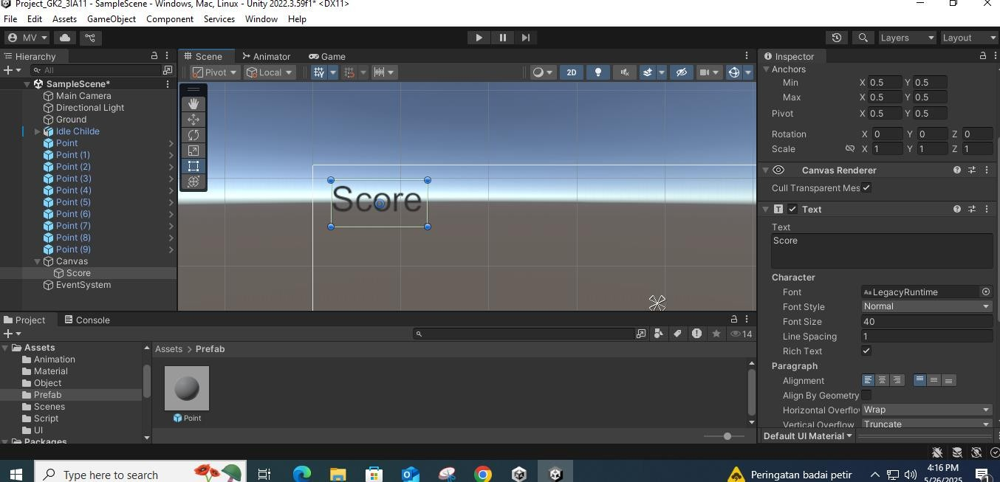 Project_GK2_3IA11 - SampleScene - Windows, Mac, Linux - Unity 2022.3.59f1* <DX11>
File Edit Assets GameObject Component Services Window Help
MV Layers Layout
Hierarchy Scene Animator Game Inspector
All Pivot Local 2D
SampleScene*
Main Camera
Directional Light
Ground
Idle Childe
Point
Point (1)
Point (2)
Point (3)
Point (4)
Point (5)
Point (6)
Point (7)
Point (8)
Point (9)
Canvas
Score
EventSystem
Score
Anchors
Min X 0.5 Y 0.5
Max X 0.5 Y 0.5
Pivot X 0.5 Y 0.5
Rotation X 0 Y 0 Z 0
Scale X 1 Y 1 Z 1
Canvas Renderer
Cull Transparent Mes
Text
Text
Score
Character
Font LegacyRuntime
Font Style Normal
Font Size 40
Line Spacing 1
Rich Text
Paragraph
Alignment
Align By Geometry
Horizontal Overflo Wrap
Vertical Overflow Truncate
Default UI Material
Project Console
14
Assets
Animation
Material
Object
Prefab
Scenes
Script
UI
Packages
Assets > Prefab
Point
Type here to search
Peringatan badai petir
4:16 PM
5/26/2025
1